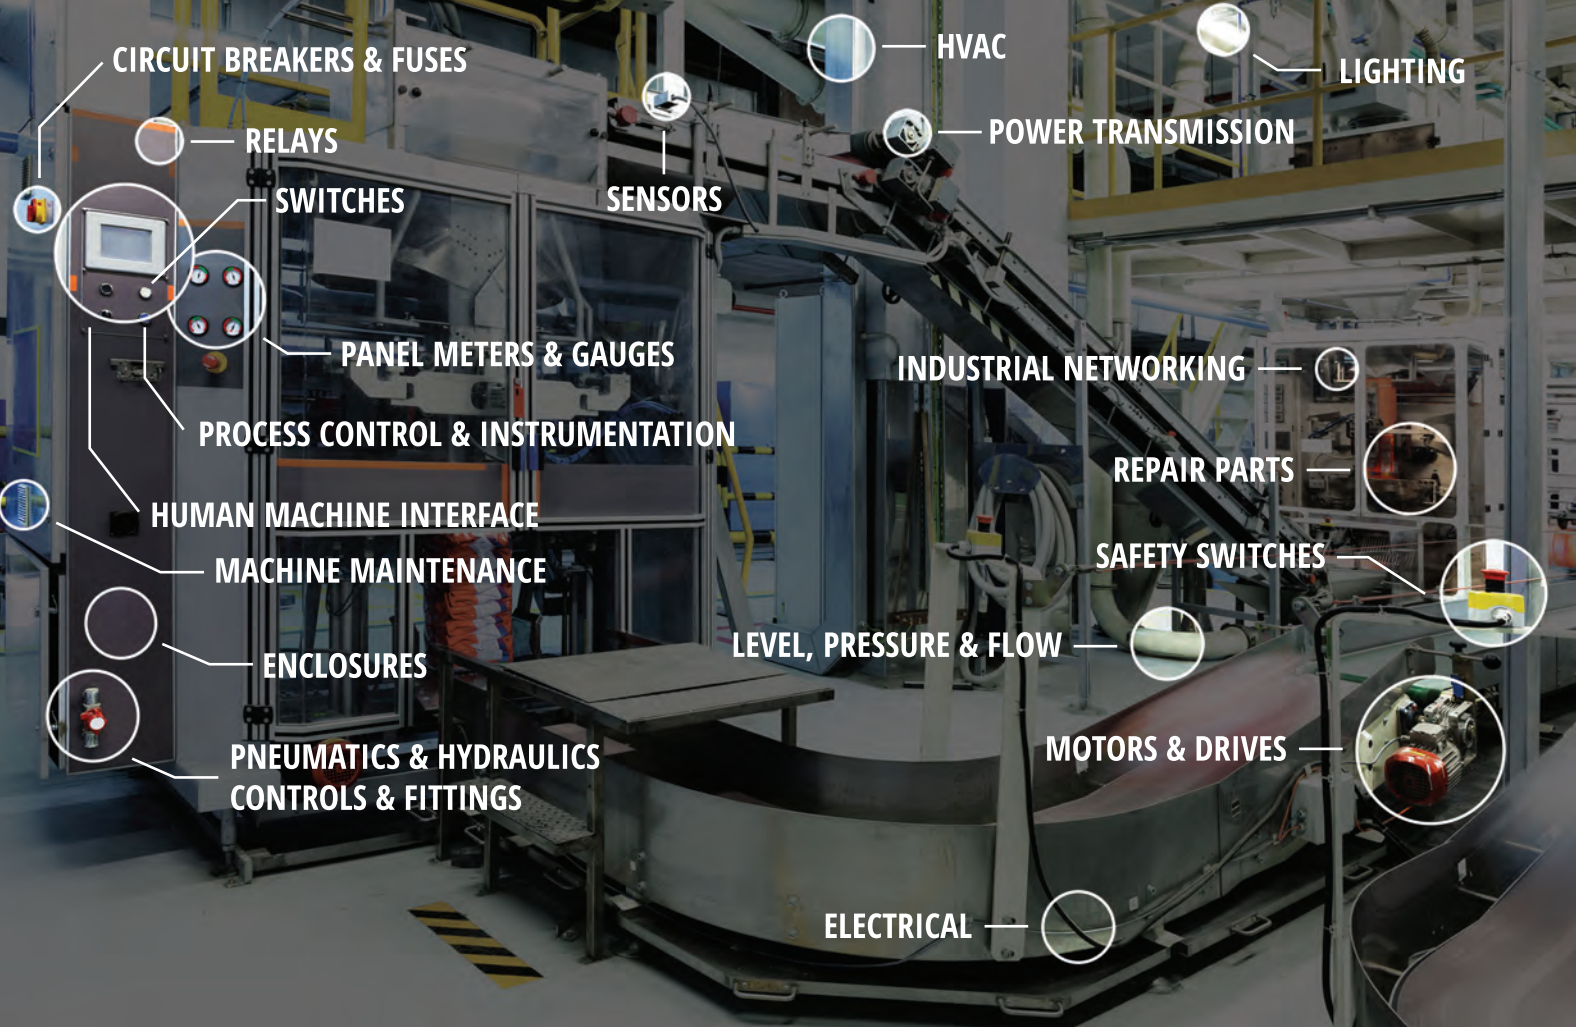 CIRCUIT BREAKERS & FUSES
HVAC
LIGHTING
RELAYS
POWER TRANSMISSION
SWITCHES
SENSORS
PANEL METERS & GAUGES
INDUSTRIAL NETWORKING
PROCESS CONTROL & INSTRUMENTATION
REPAIR PARTS
HUMAN MACHINE INTERFACE
SAFETY SWITCHES
MACHINE MAINTENANCE
LEVEL, PRESSURE & FLOW
ENCLOSURES
MOTORS & DRIVES
PNEUMATICS & HYDRAULICS
CONTROLS & FITTINGS
ELECTRICAL